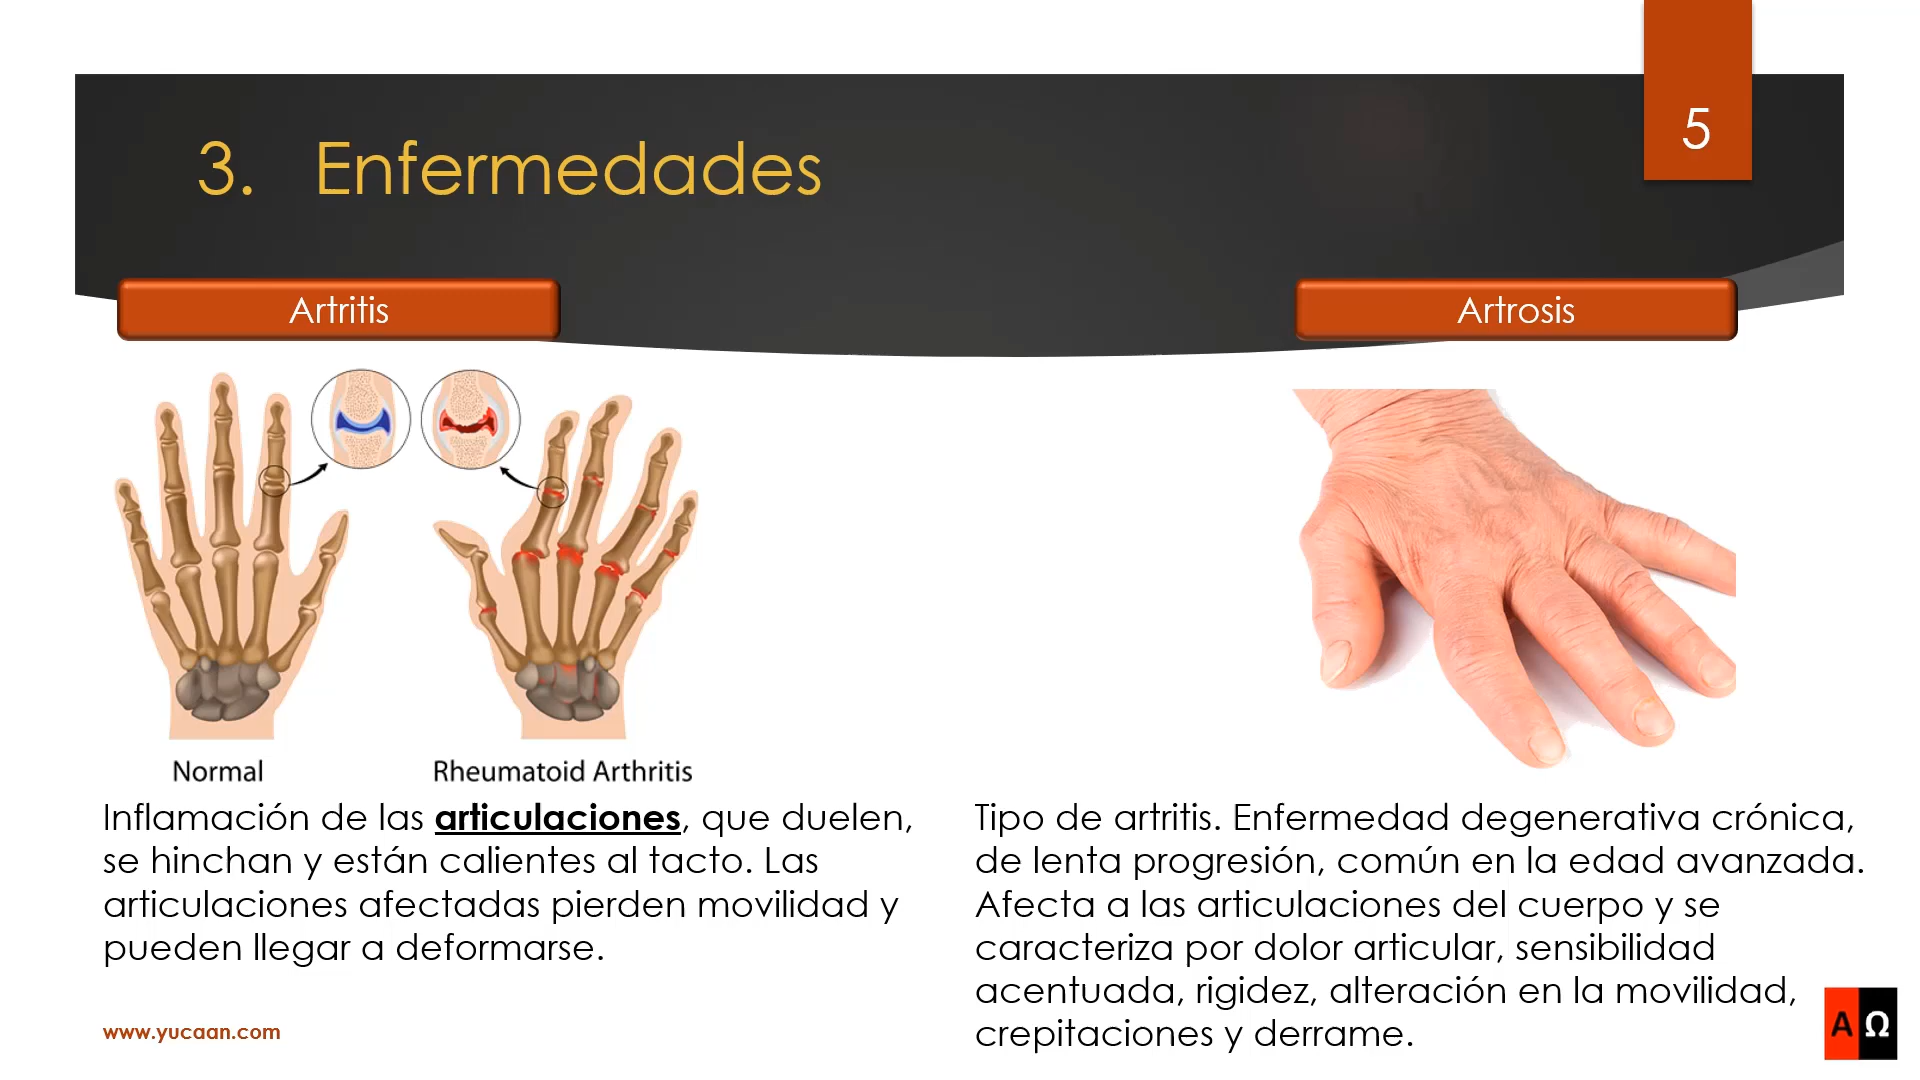 5
3. Enfermedades
Artritis
Artrosis
Normal
Rheumatoid Arthritis
Inflamación de las articulaciones, que duelen,
se hinchan y están calientes al tacto. Las
articulaciones afectadas pierden movilidad y
pueden llegar a deformarse.
Tipo de artritis. Enfermedad degenerativa crónica,
de lenta progresión, común en la edad avanzada.
Afecta a las articulaciones del cuerpo y se
caracteriza por dolor articular, sensibilidad
acentuada, rigidez, alteración en la movilidad,
crepitaciones y derrame.
www.yucaan.com
Α Ω